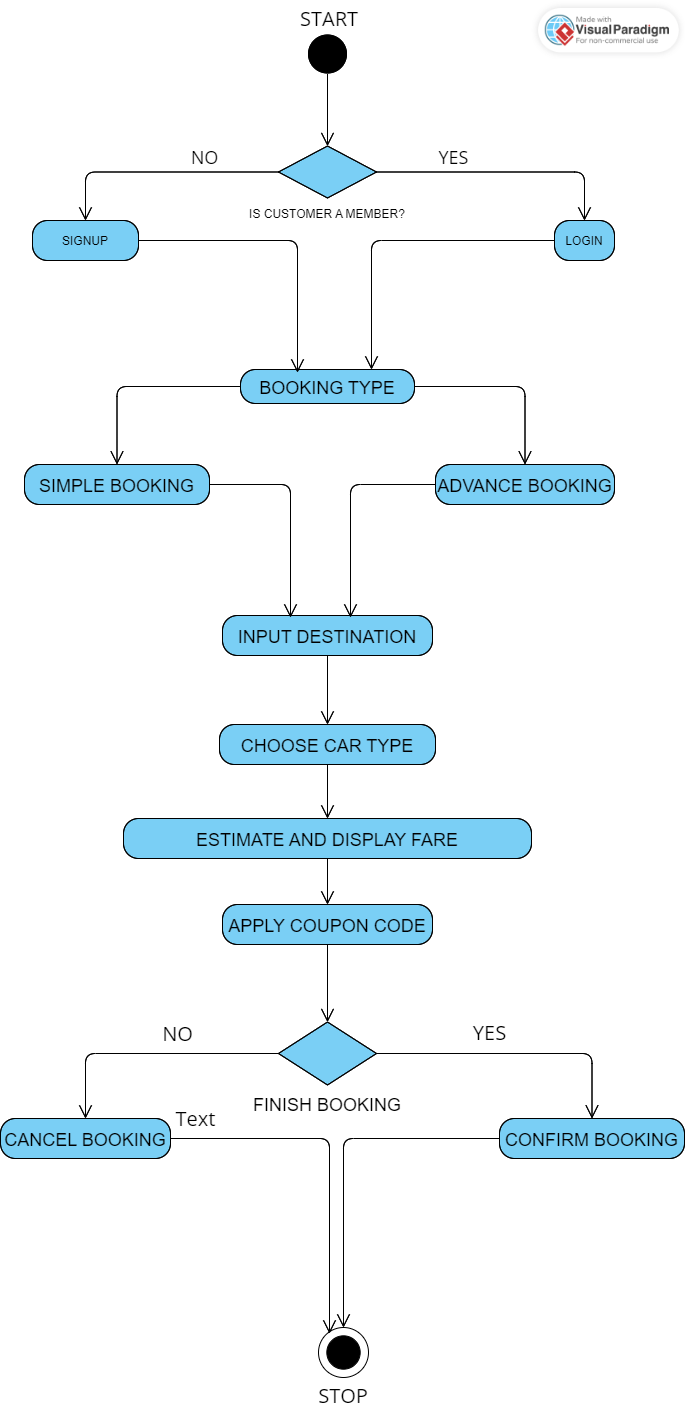 START
Made with
Visual Paradigm
For non-commercial use
NO
YES
IS CUSTOMER A MEMBER?
SIGNUP
LOGIN
BOOKING TYPE
SIMPLE BOOKING
ADVANCE BOOKING
INPUT DESTINATION
CHOOSE CAR TYPE
ESTIMATE AND DISPLAY FARE
APPLY COUPON CODE
NO
YES
FINISH BOOKING
Text
CANCEL BOOKING
CONFIRM BOOKING
STOP